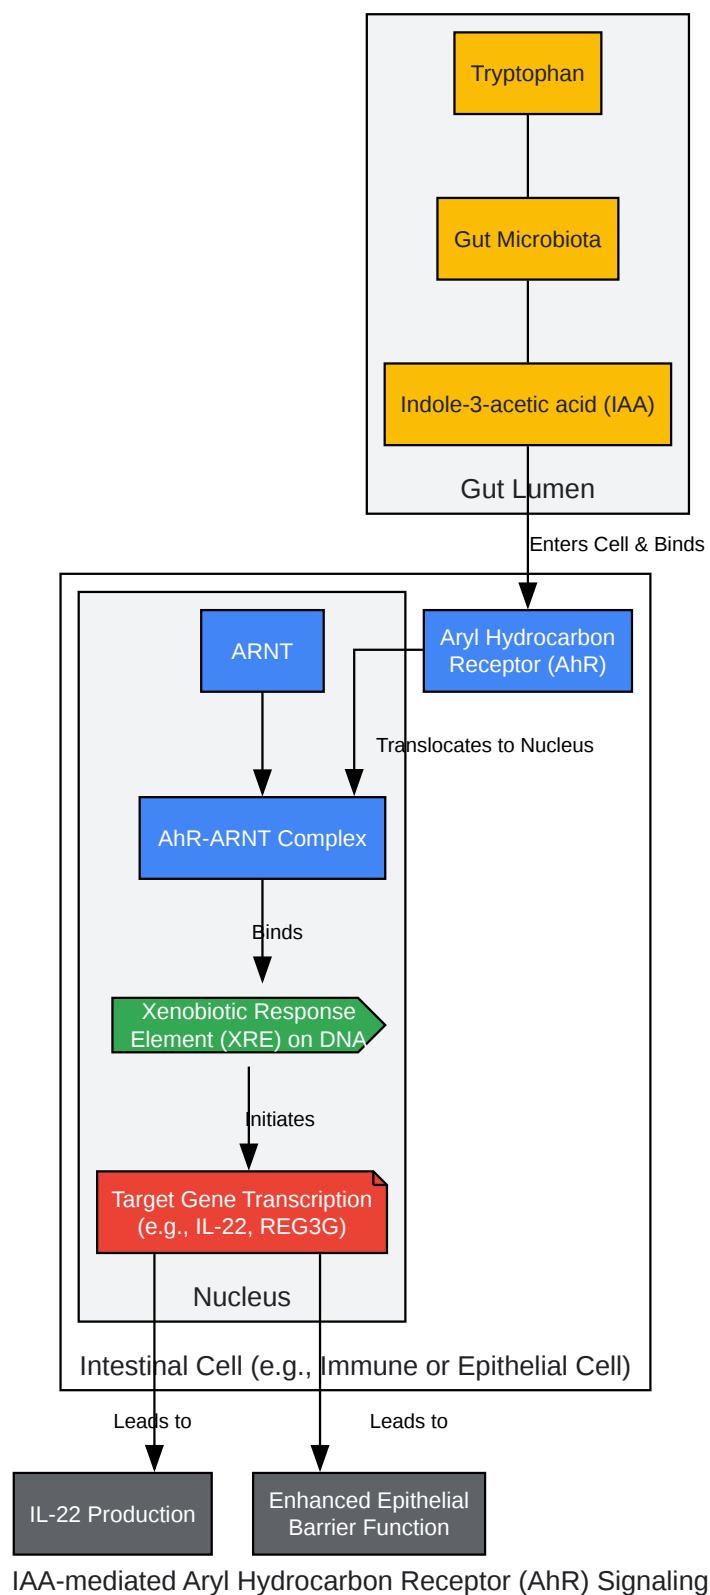 Tryptophan
Gut Microbiota
Indole-3-acetic acid (IAA)
Gut Lumen
Enters Cell & Binds
ARNT
Aryl Hydrocarbon
Receptor (AhR)
Translocates to Nucleus
AhR-ARNT Complex
Binds
Xenobiotic Response
Element (XRE) on DNA
Initiates
Target Gene Transcription
(e.g., IL-22, REG3G)
Nucleus
Intestinal Cell (e.g., Immune or Epithelial Cell)
Leads to
Leads to
IL-22 Production
Enhanced Epithelial
Barrier Function
IAA-mediated Aryl Hydrocarbon Receptor (AhR) Signaling